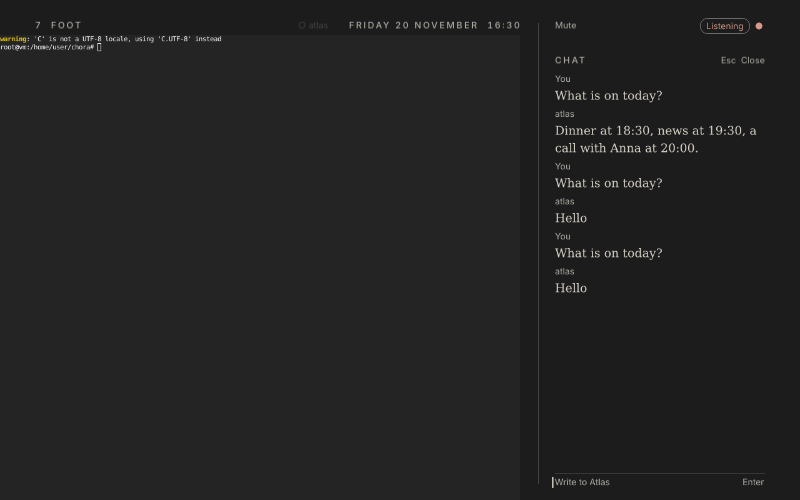 7 FOOT
atlas
FRIDAY 20 NOVEMBER 16:30
warning: 'C' is not a UTF-8 locale, using 'C.UTF-8' instead
root@vm:/home/user/chora#
Mute
Listening
CHAT
Esc Close
You
What is on today?
atlas
Dinner at 18:30, news at 19:30, a
call with Anna at 20:00.
You
What is on today?
atlas
Hello
You
What is on today?
atlas
Hello
Write to Atlas
Enter